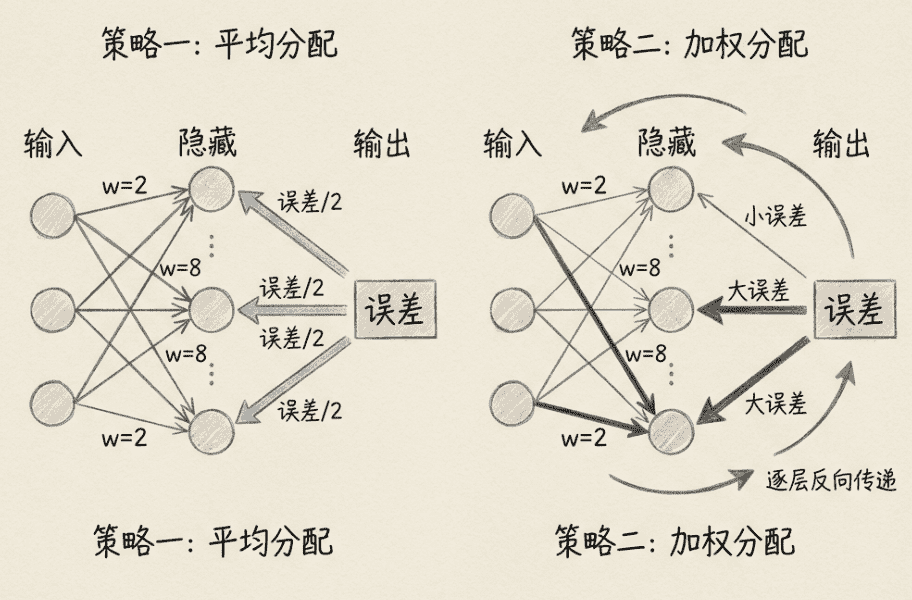 策略一: 平均分配
输入
隐藏
输出
w=2
误差/2
w=8
误差/2
误差
误差/2
w=8
误差/2
w=2
策略一: 平均分配
策略二: 加权分配
输入
隐藏
输出
w=2
小误差
w=8
大误差
误差
w=8
大误差
w=2
逐层反向传递
策略二: 加权分配